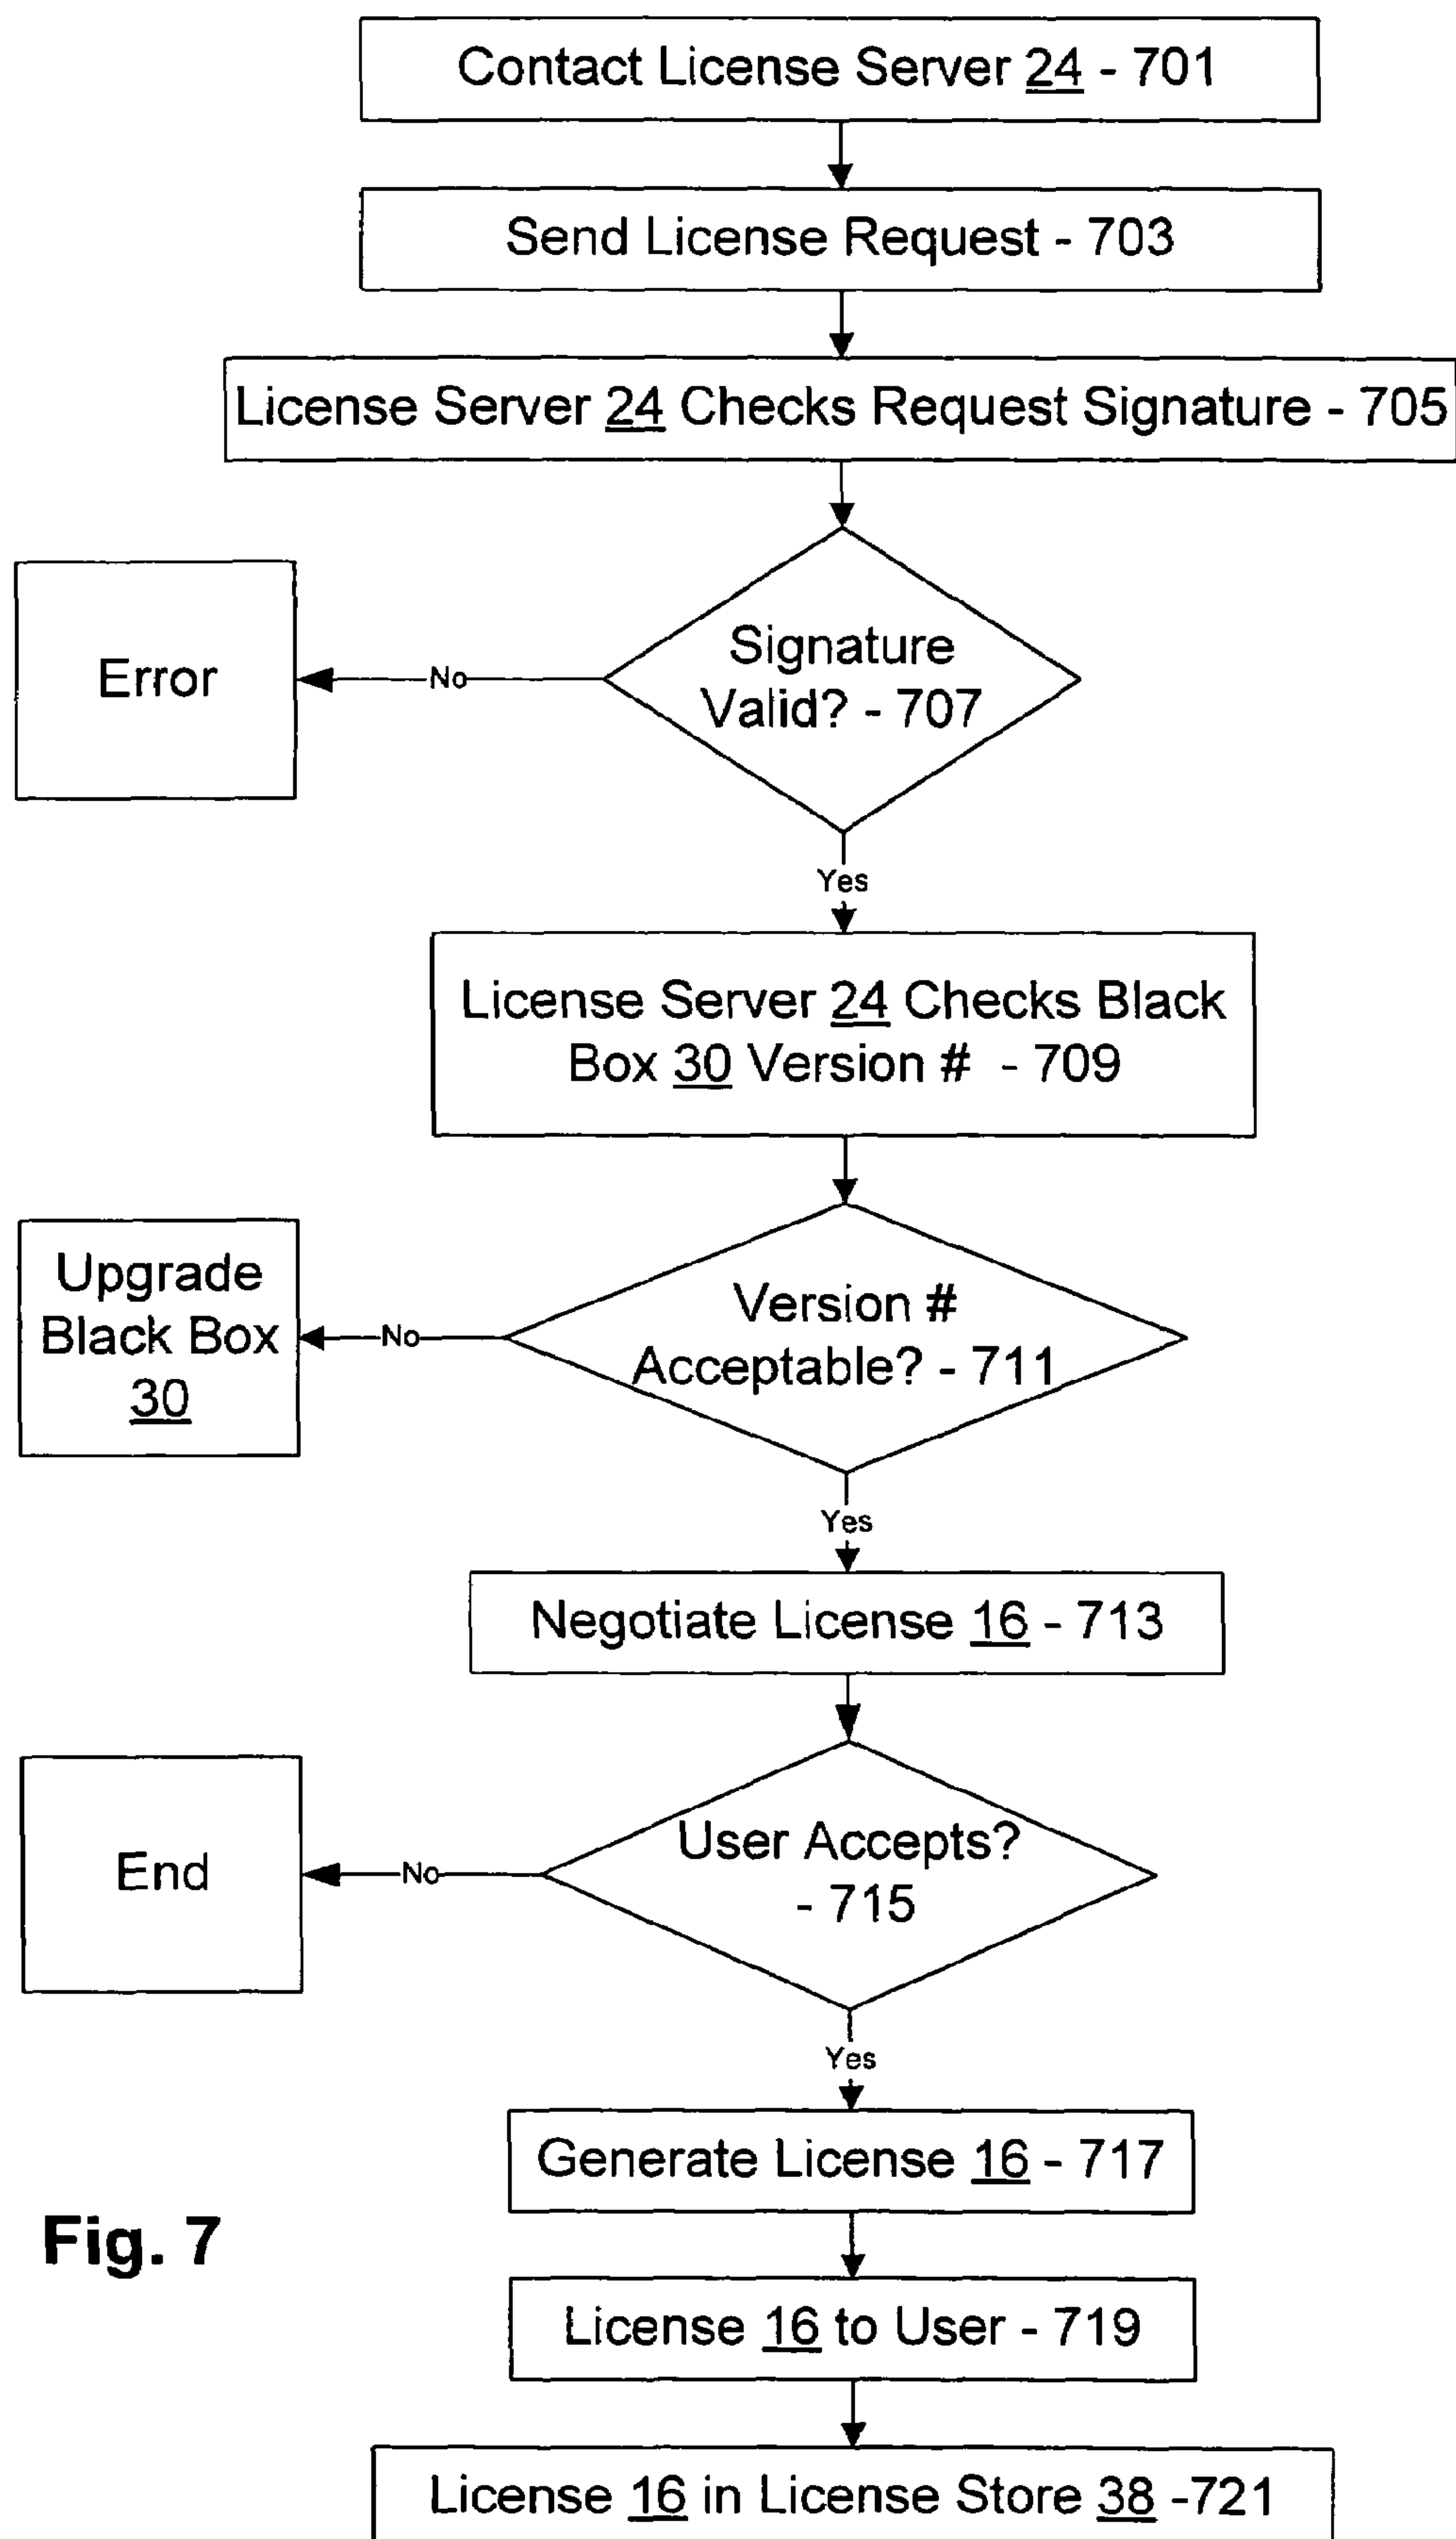 Contact License Server 24 - 701
Send License Request - 703
License Server 24 Checks Request Signature - 705
Signature
Valid? - 707
No
Error
Yes
License Server 24 Checks Black
Box 30 Version # - 709
Version #
Acceptable? - 711
No
Upgrade
Black Box
30
Yes
Negotiate License 16 - 713
User Accepts?
- 715
No
End
Yes
Generate License 16 - 717
Fig. 7
License 16 to User - 719
License 16 in License Store 38 -721